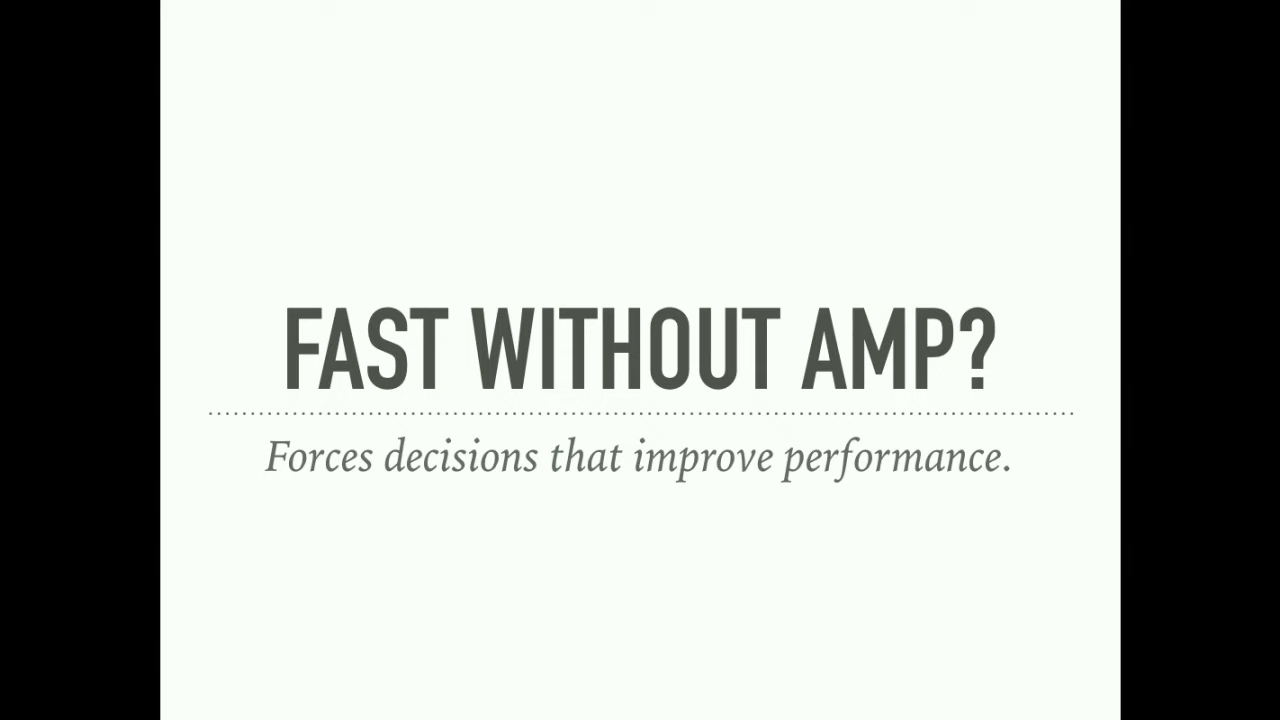 FAST WITHOUT AMP?
Forces decisions that improve performance.